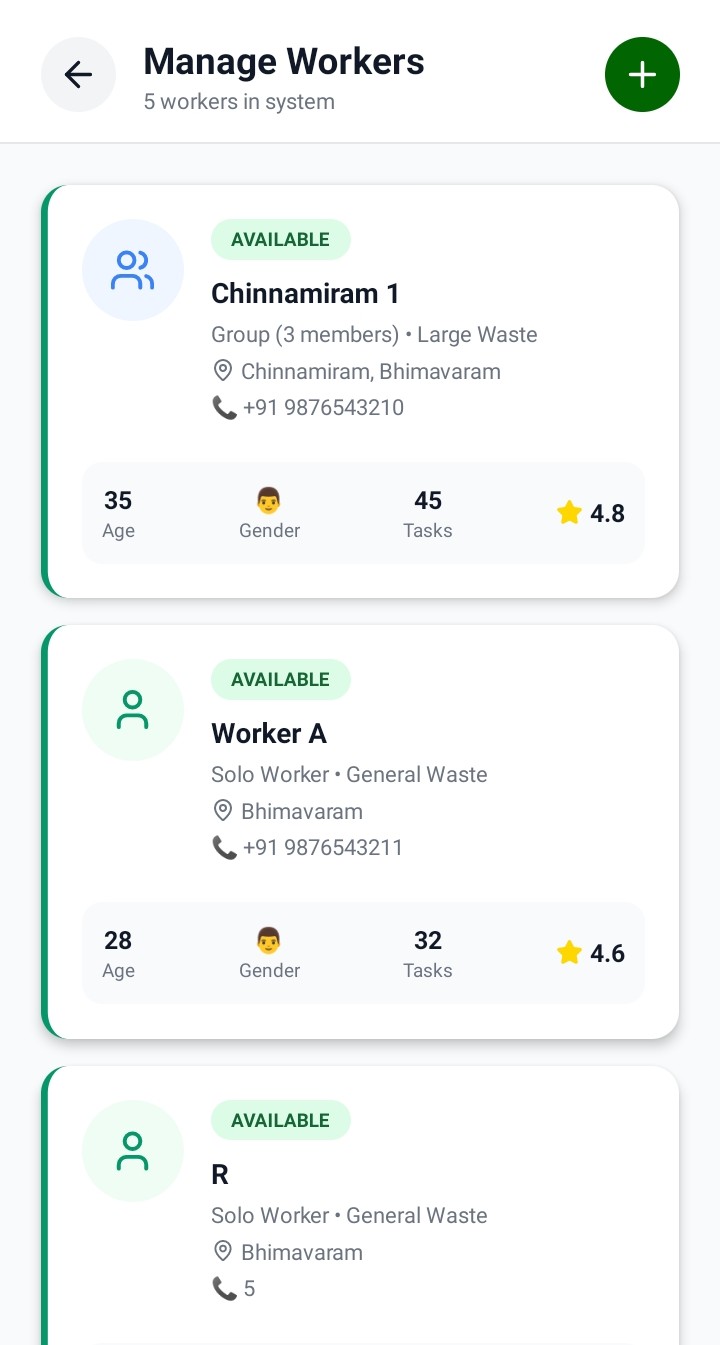 Manage Workers
5 workers in system
AVAILABLE
Chinnamiram 1
Group (3 members) • Large Waste
Chinnamiram, Bhimavaram
📞 +91 9876543210
35
Age
👨
Gender
45
Tasks
⭐ 4.8
AVAILABLE
Worker A
Solo Worker • General Waste
Bhimavaram
📞 +91 9876543211
28
Age
👨
Gender
32
Tasks
⭐ 4.6
AVAILABLE
R
Solo Worker • General Waste
Bhimavaram
📞 5